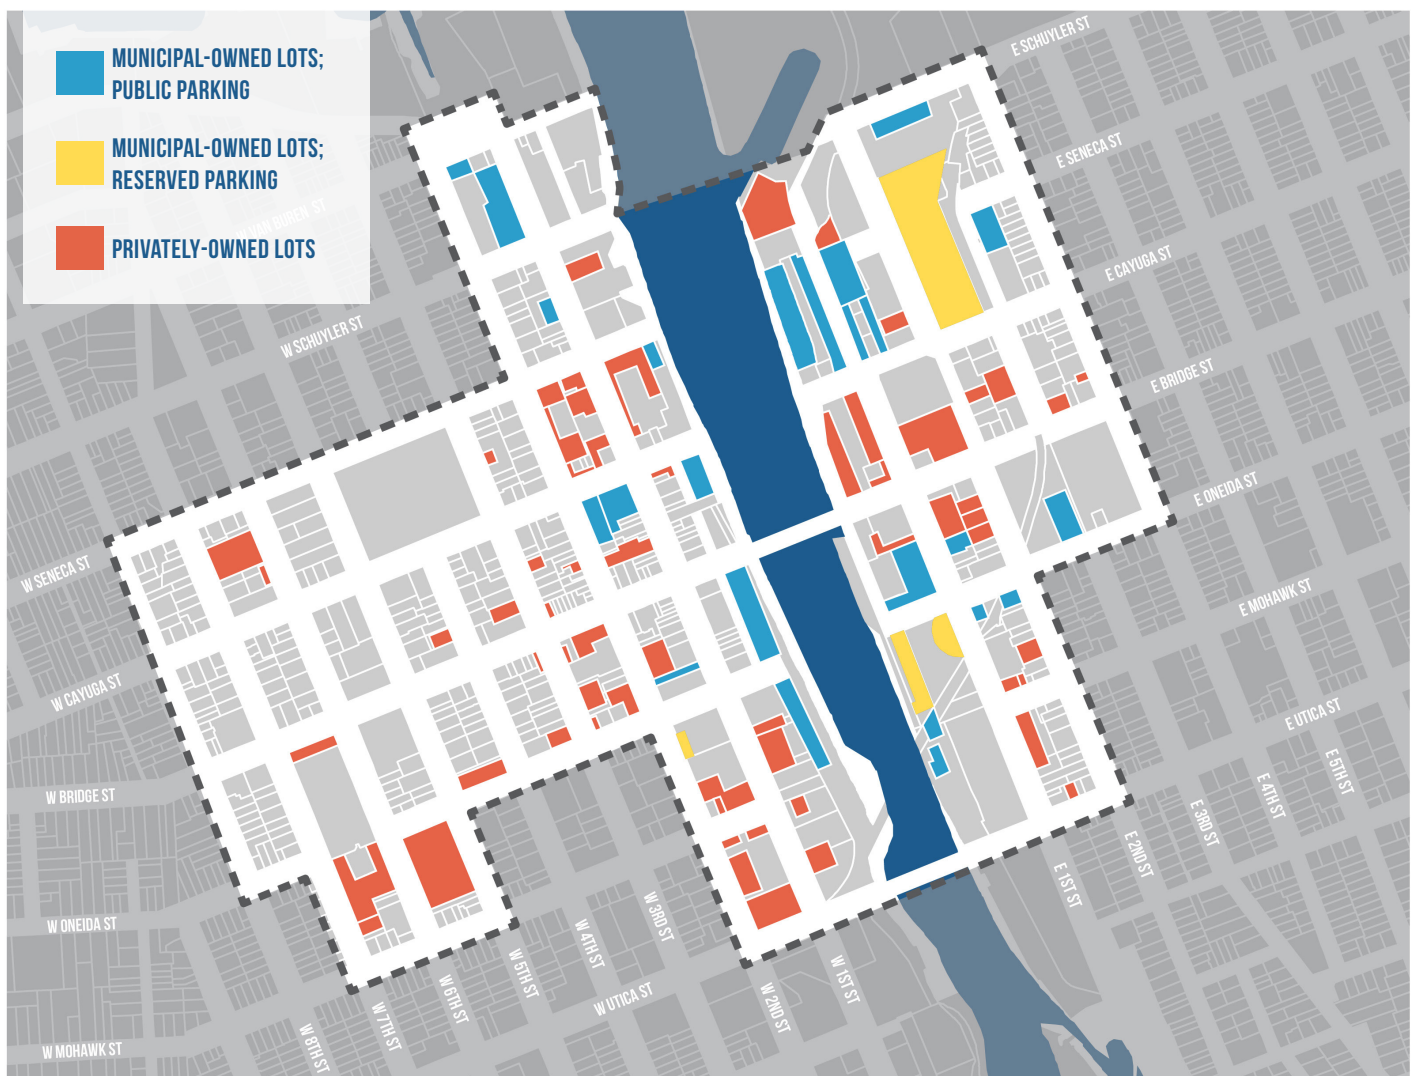 MUNICIPAL-OWNED LOTS;
PUBLIC PARKING
MUNICIPAL-OWNED LOTS;
RESERVED PARKING
PRIVATELY-OWNED LOTS
W VAN BUREN ST
W SCHUYLER ST
W SENECA ST
W CAYUGA ST
W BRIDGE ST
W ONEIDA ST
W MOHAWK ST
W 8TH ST
W 7TH ST
W 6TH ST
W 5TH ST
W 4TH ST
W 3RD ST
W UTICA ST
W 2ND ST
W 1ST ST
E SCHUYLER ST
E SENECA ST
E CAYUGA ST
E BRIDGE ST
E ONEIDA ST
E MOHAWK ST
E UTICA ST
E 5TH ST
E 4TH ST
E 3RD ST
E 2ND ST
E 1ST ST